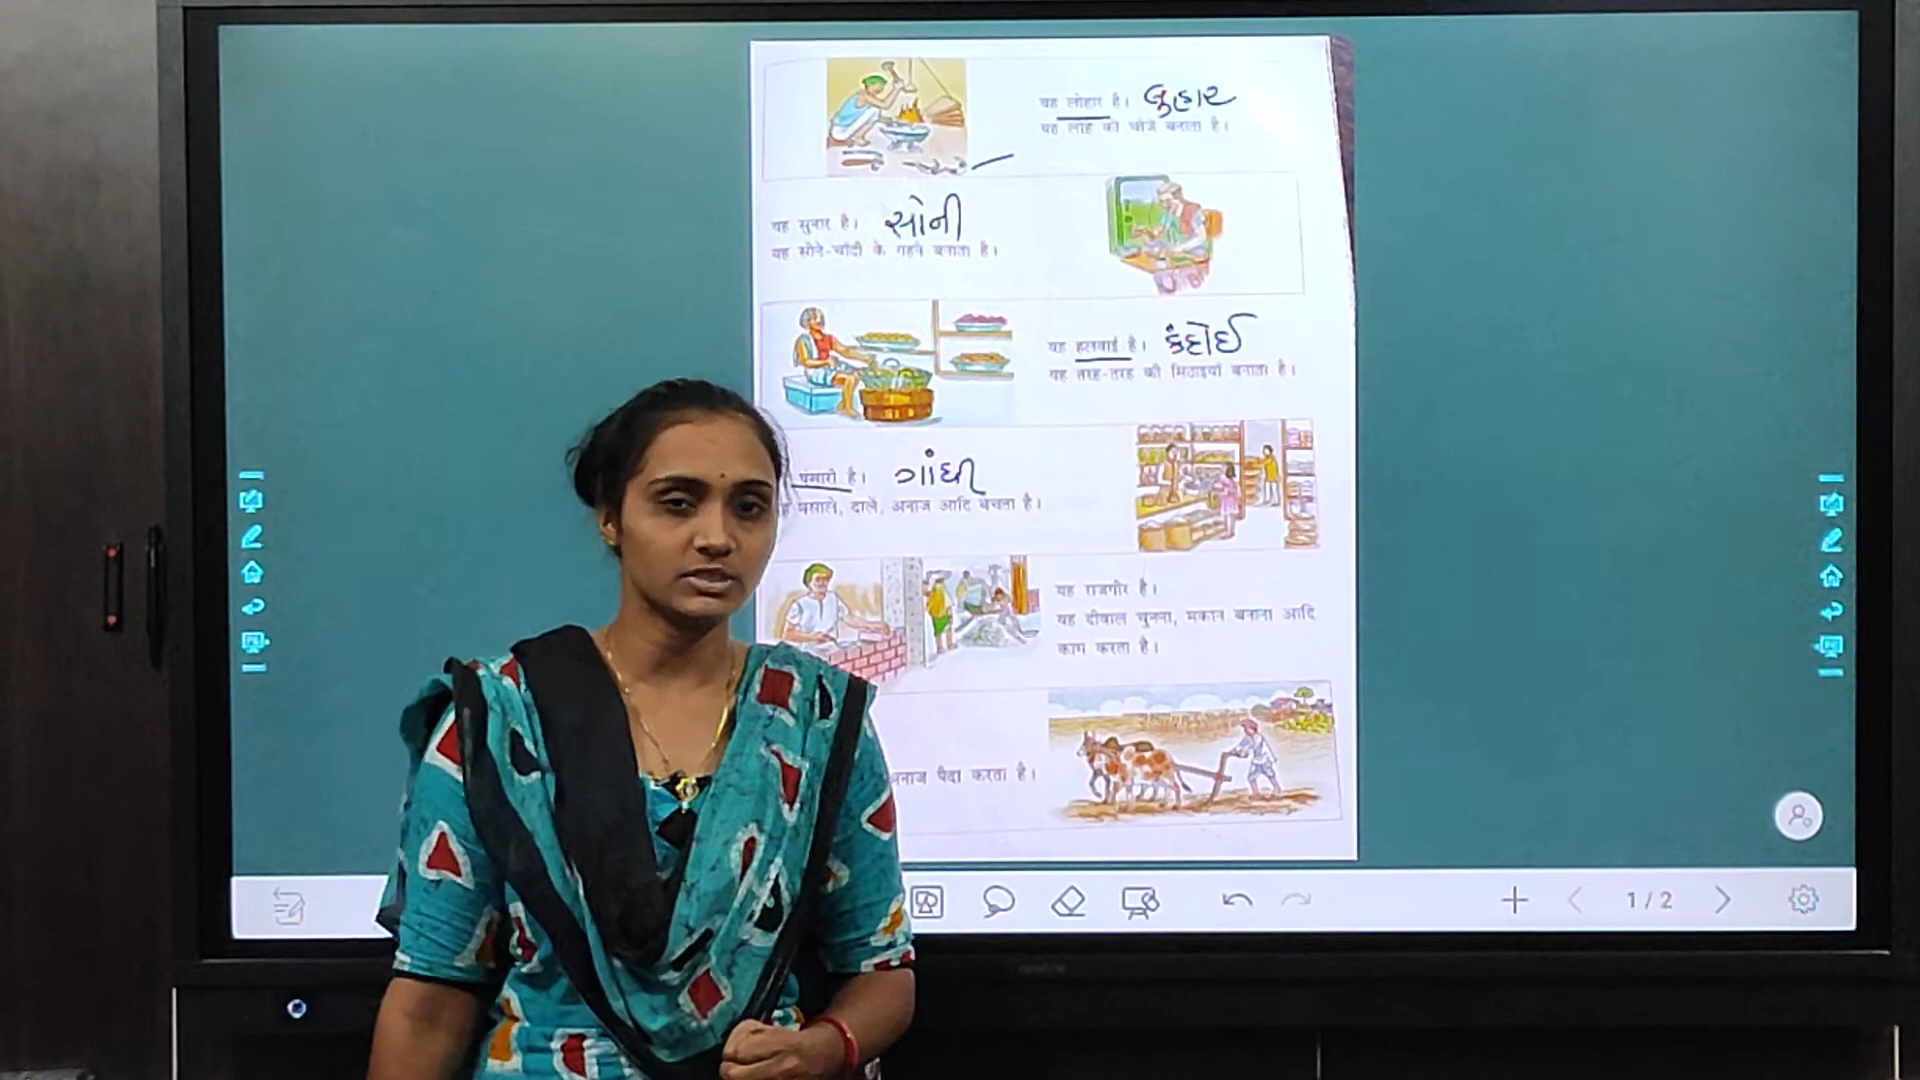 यह लोहार है। લુહાર
यह लोहे की चीजें बनाता है।
यह सुनार है। સોની
यह सोने-चाँदी के गहने बनाता है।
यह हलवाई है। કંદોઈ
यह तरह-तरह की मिठाइयाँ बनाता है।
पंसारी है। ગાંધી
मसाले, दालें, अनाज आदि बेचता है।
यह राजगीर है।
यह दीवाल चुनना, मकान बनाना आदि
काम करता है।
अनाज पैदा करता है।
1/2